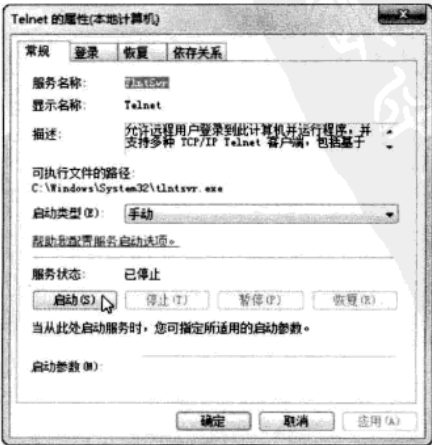 Telnet 的属性(本地计算机)
常规 登录 恢复 依存关系
服务名称: TlntSvr
显示名称: Telnet
描述: 允许远程用户登录到此计算机并运行程序，并
支持多种 TCP/IP Telnet 客户端，包括基于
可执行文件的路径:
C:\Windows\System32\tlntsvr.exe
启动类型(E): 手动
帮助我配置服务启动选项。
服务状态: 已停止
启动(S) 停止(T) 暂停(P) 恢复(R)
当从此处启动服务时，您可指定所适用的启动参数。
启动参数(M):
确定 取消 应用(A)